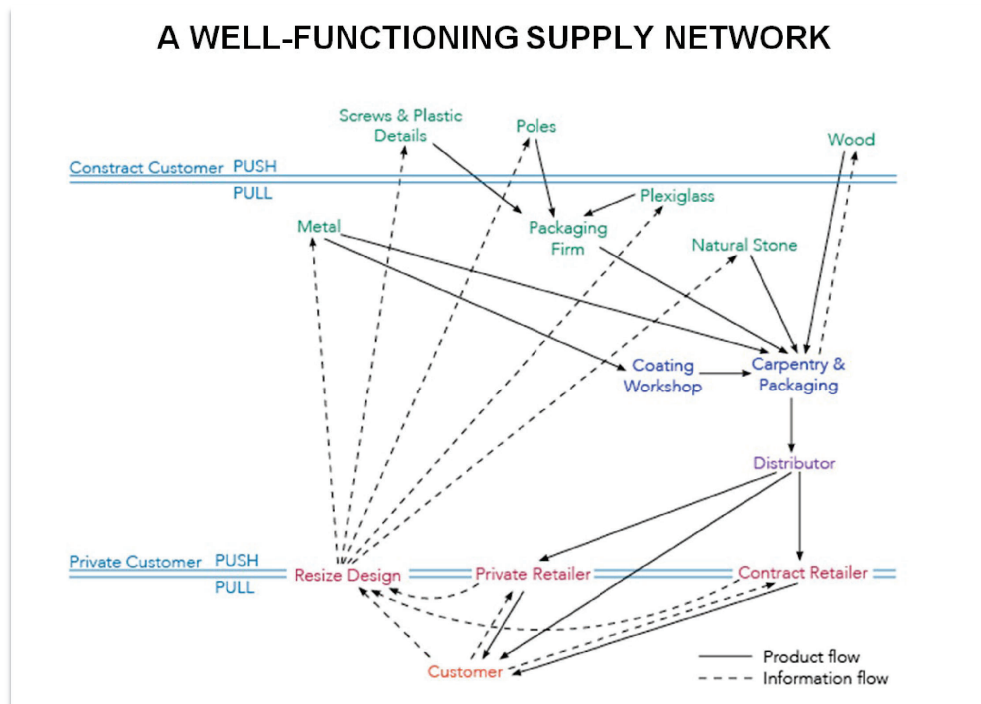 A WELL-FUNCTIONING SUPPLY NETWORK
Screws & Plastic
Details
Poles
Wood
Constract Customer PUSH
PULL
Plexiglass
Metal
Packaging
Firm
Natural Stone
Coating
Workshop
Carpentry &
Packaging
Distributor
Private Customer PUSH
PULL
Resize Design
Private Retailer
Contract Retailer
Customer
Product flow
Information flow